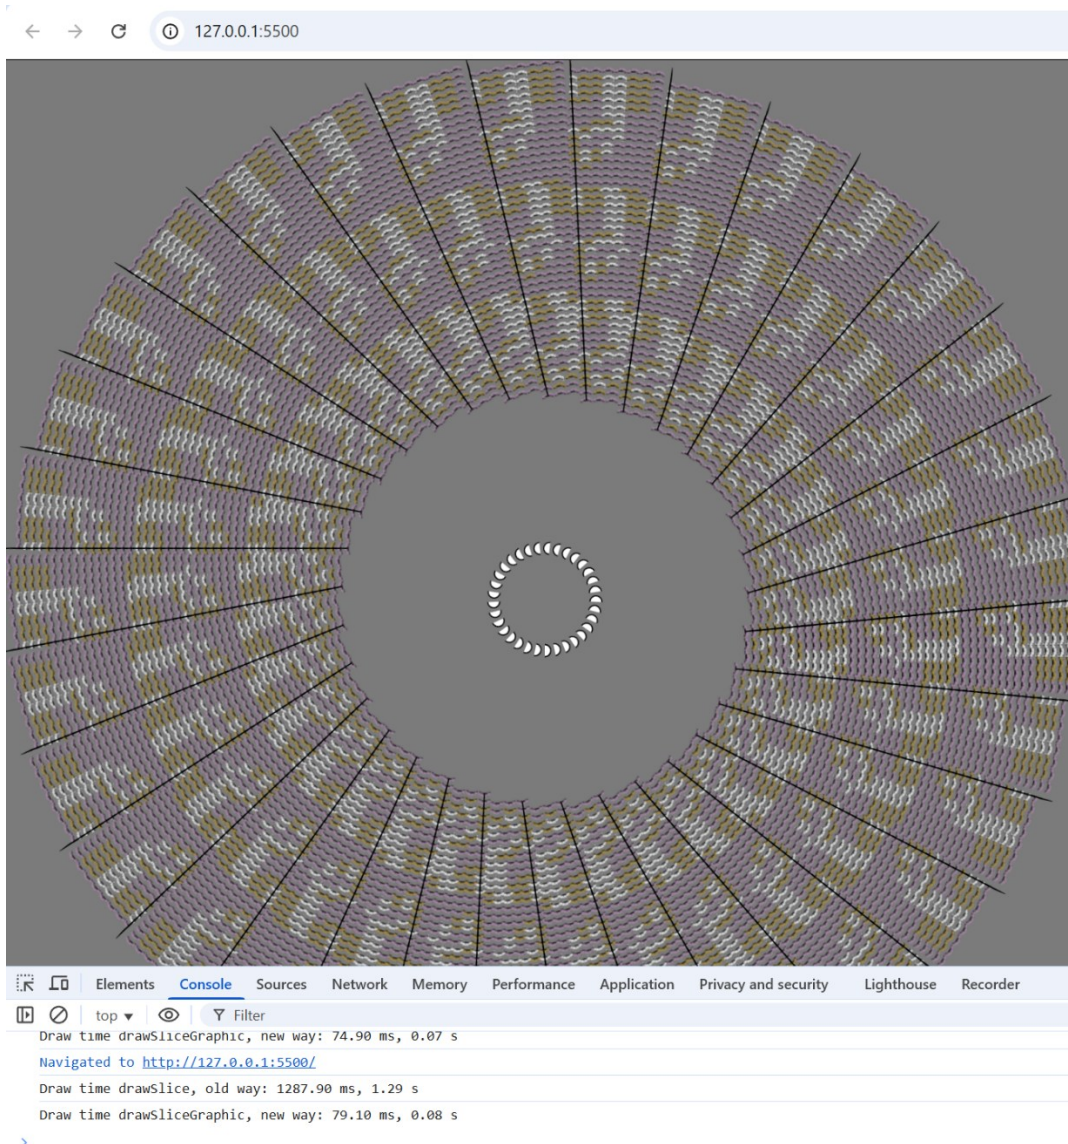 127.0.0.1:5500
Elements Console Sources Network Memory Performance Application Privacy and security Lighthouse Recorder
top Filter
Draw time drawSliceGraphic, new way: 74.90 ms, 0.07 s
Navigated to http://127.0.0.1:5500/
Draw time drawSlice, old way: 1287.90 ms, 1.29 s
Draw time drawSliceGraphic, new way: 79.10 ms, 0.08 s